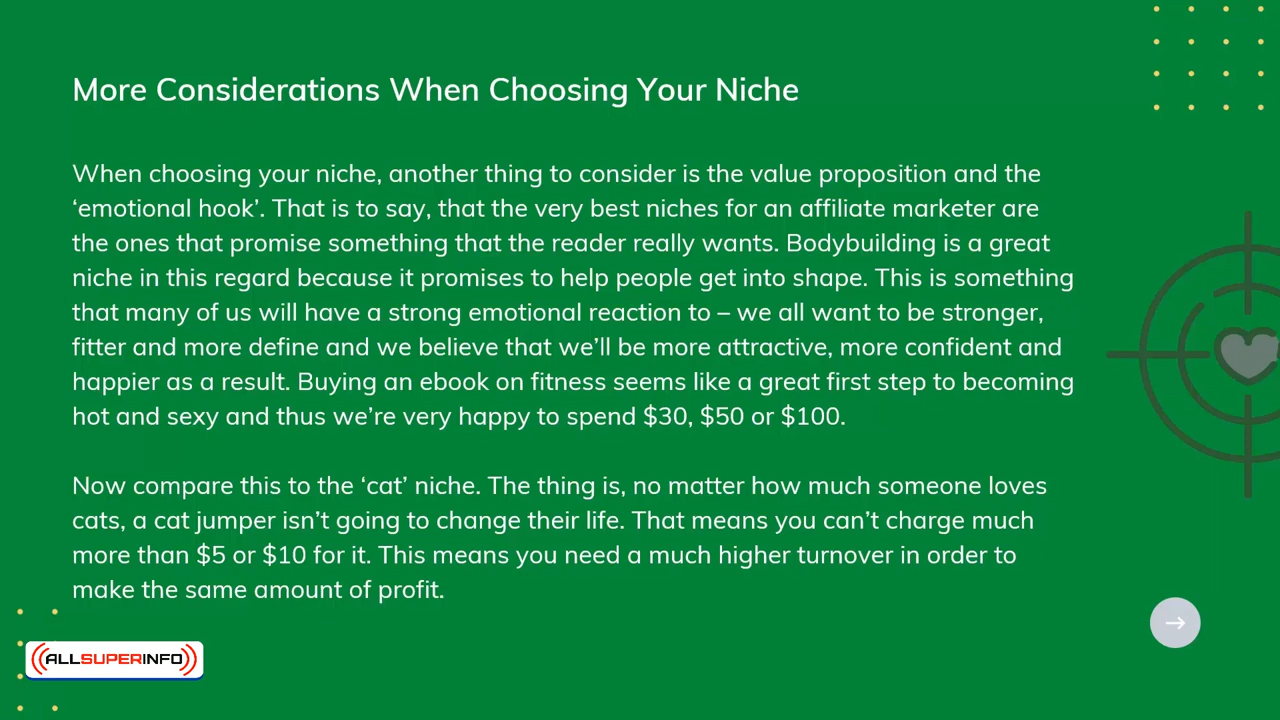 More Considerations When Choosing Your Niche
When choosing your niche, another thing to consider is the value proposition and the
‘emotional hook’. That is to say, that the very best niches for an affiliate marketer are
the ones that promise something that the reader really wants. Bodybuilding is a great
niche in this regard because it promises to help people get into shape. This is something
that many of us will have a strong emotional reaction to – we all want to be stronger,
fitter and more define and we believe that we’ll be more attractive, more confident and
happier as a result. Buying an ebook on fitness seems like a great first step to becoming
hot and sexy and thus we’re very happy to spend $30, $50 or $100.
Now compare this to the ‘cat’ niche. The thing is, no matter how much someone loves
cats, a cat jumper isn’t going to change their life. That means you can’t charge much
more than $5 or $10 for it. This means you need a much higher turnover in order to
make the same amount of profit.
ALLSUPERINFO